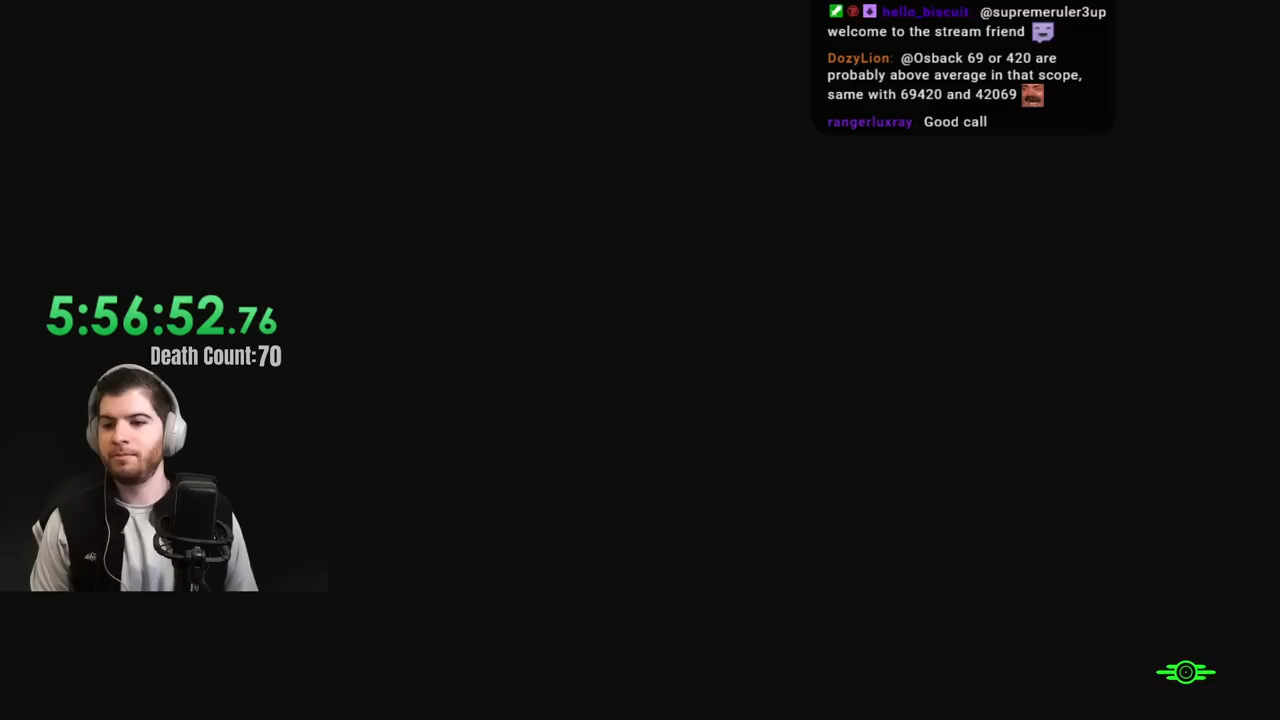 hello_biscuit: @supremeruler3up
welcome to the stream friend
DozyLion: @Osback 69 or 420 are
probably above average in that scope,
same with 69420 and 42069
rangerluxray: Good call
5:56:52.76
Death Count:70